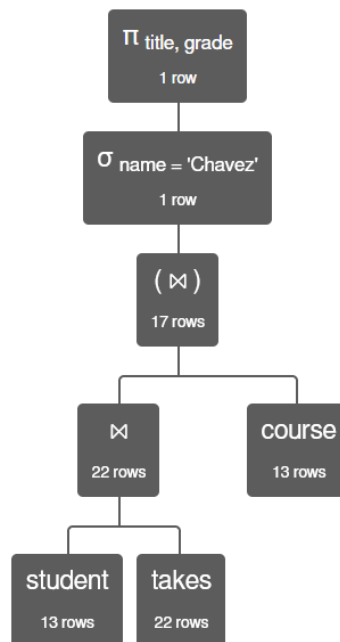 π title, grade
1 row
σ name = 'Chavez'
1 row
( ⋈ )
17 rows
⋈
22 rows
course
13 rows
student
13 rows
takes
22 rows